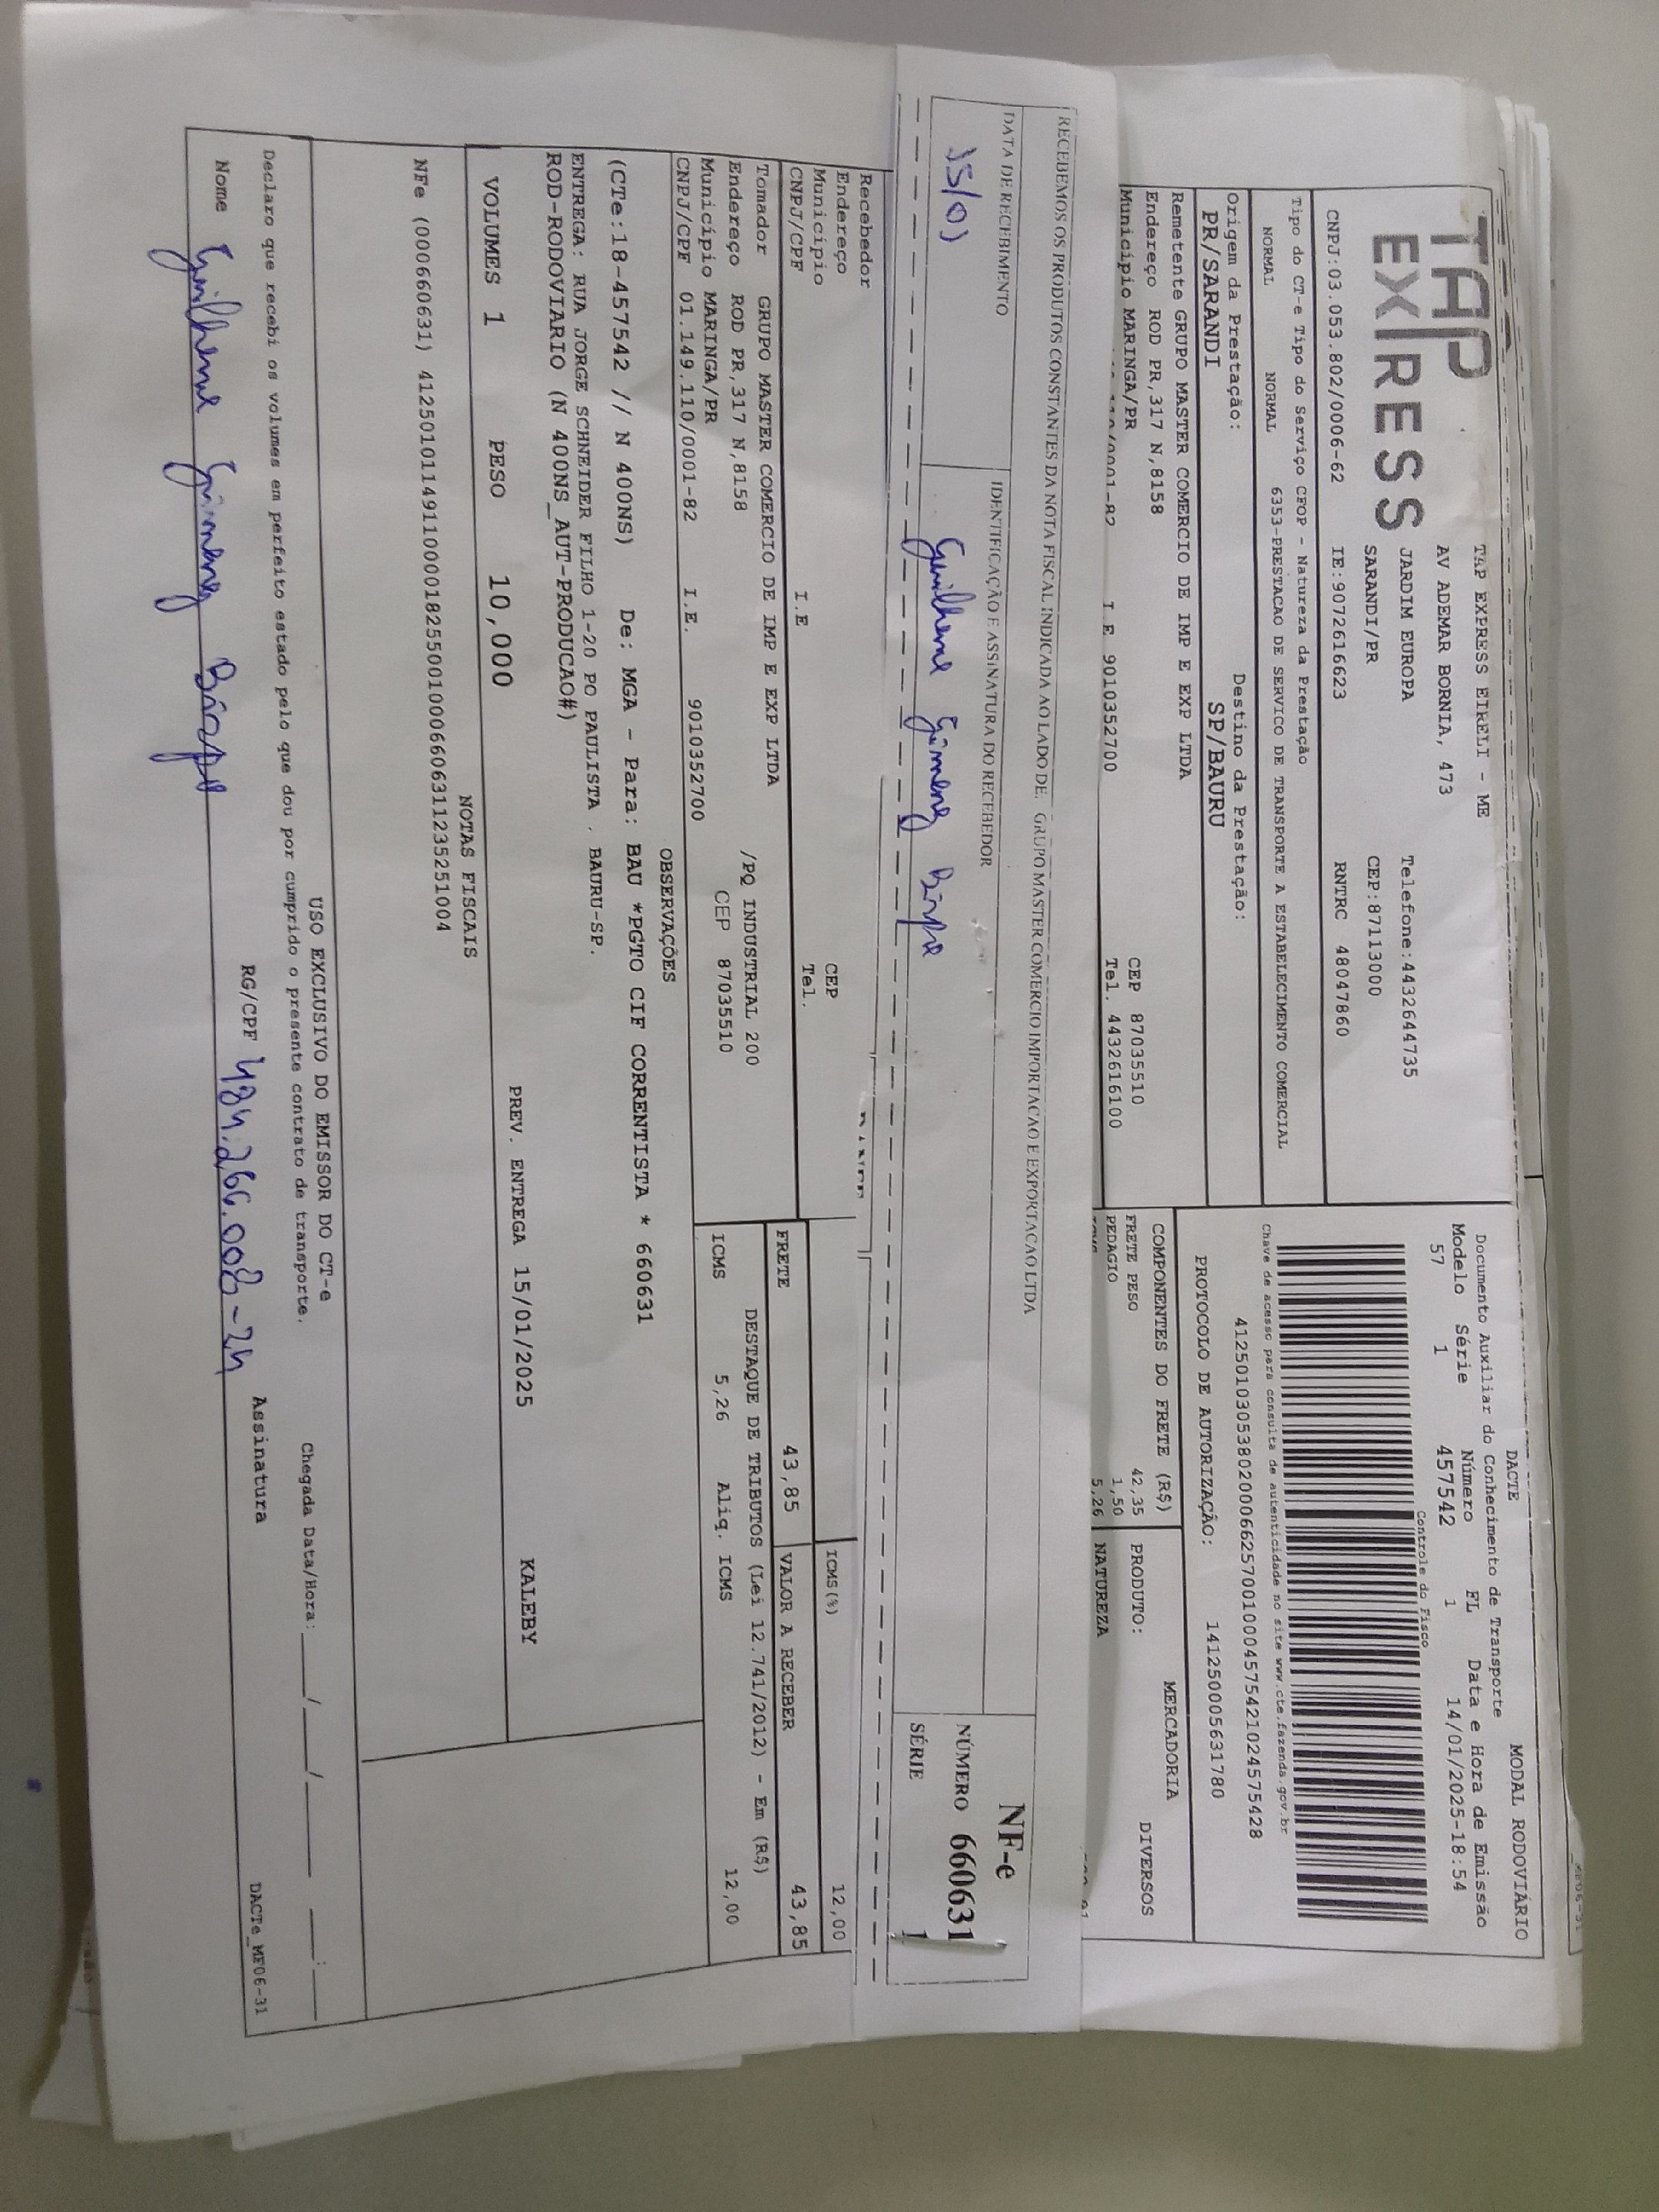 TAP
EXPRESS
TAP EXPRESS EIRELI - ME
AV ADEMAR BORNIA, 473
JARDIM EUROPA Telefone:4432644735
SARANDI/PR CEP:87113000
CNPJ:03.053.802/0006-62 IE:9072616623 RNTRC 48047860
DACTE MODAL RODOVIÁRIO
Documento Auxiliar do Conhecimento de Transporte
Modelo Série Número FL Data e Hora de Emissão
57 1 457542 1 14/01/2025-18:54
Controle do Fisco
Chave de acesso para consulta de autenticidade no site www.cte.fazenda.gov.br
41250103053802000662570010004575421024575428
PROTOCOLO DE AUTORIZAÇÃO: 141250005631780
Tipo do CT-e Tipo do Serviço CFOP - Natureza da Prestação
NORMAL NORMAL 6353-PRESTACAO DE SERVICO DE TRANSPORTE A ESTABELECIMENTO COMERCIAL
Origem da Prestação: Destino da Prestação:
PR/SARANDI SP/BAURU
Remetente GRUPO MASTER COMERCIO DE IMP E EXP LTDA
Endereço ROD PR,317 N,8158 CEP 87035510
Município MARINGA/PR Tel. 4432616100
I.E 9010352700
COMPONENTES DO FRETE (R$) MERCADORIA
FRETE PESO 42,35 PRODUTO: DIVERSOS
PEDAGIO 1,50
5,26 NATUREZA
RECEBEMOS OS PRODUTOS CONSTANTES DA NOTA FISCAL INDICADA AO LADO DE. GRUPO MASTER COMERCIO IMPORTACAO E EXPORTACAO LTDA
DATA DE RECEBIMENTO IDENTIFICAÇÃO E ASSINATURA DO RECEBEDOR
15/01 Guilherme Gimenez Bispo
NF-e
NÚMERO 660631
SÉRIE 1
Recebedor
Endereço CEP
Município Tel.
CNPJ/CPF I.E
ICMS(%) 12,00
Tomador GRUPO MASTER COMERCIO DE IMP E EXP LTDA
Endereço ROD PR,317 N,8158 /PQ INDUSTRIAL 200
Município MARINGA/PR CEP 87035510
CNPJ/CPF 01.149.110/0001-82 I.E. 9010352700
FRETE 43,85 VALOR A RECEBER 43,85
DESTAQUE DE TRIBUTOS (Lei 12.741/2012) - Em (R$)
ICMS 5,26 Aliq. ICMS 12,00
OBSERVAÇÕES
(CTe:18-457542 // N 400NS) De: MGA - Para: BAU *PGTO CIF CORRENTISTA * 660631
ENTREGA: RUA JORGE SCHNEIDER FILHO 1-20 PO PAULISTA . BAURU-SP.
ROD-RODOVIARIO (N 400NS_AUT-PRODUCAO#)
VOLUMES 1 PESO 10,000 PREV. ENTREGA 15/01/2025 KALEBY
NOTAS FISCAIS
NFe (000660631) 41250101149110000182550010006606311235251004
USO EXCLUSIVO DO EMISSOR DO CT-e
Declaro que recebi os volumes em perfeito estado pelo que dou por cumprido o presente contrato de transporte. Chegada Data/Hora:____/____/____ __:__
Nome Guilherme Gimenez Bispo RG/CPF 484.266.008-24 Assinatura
DACTe_MF06-31